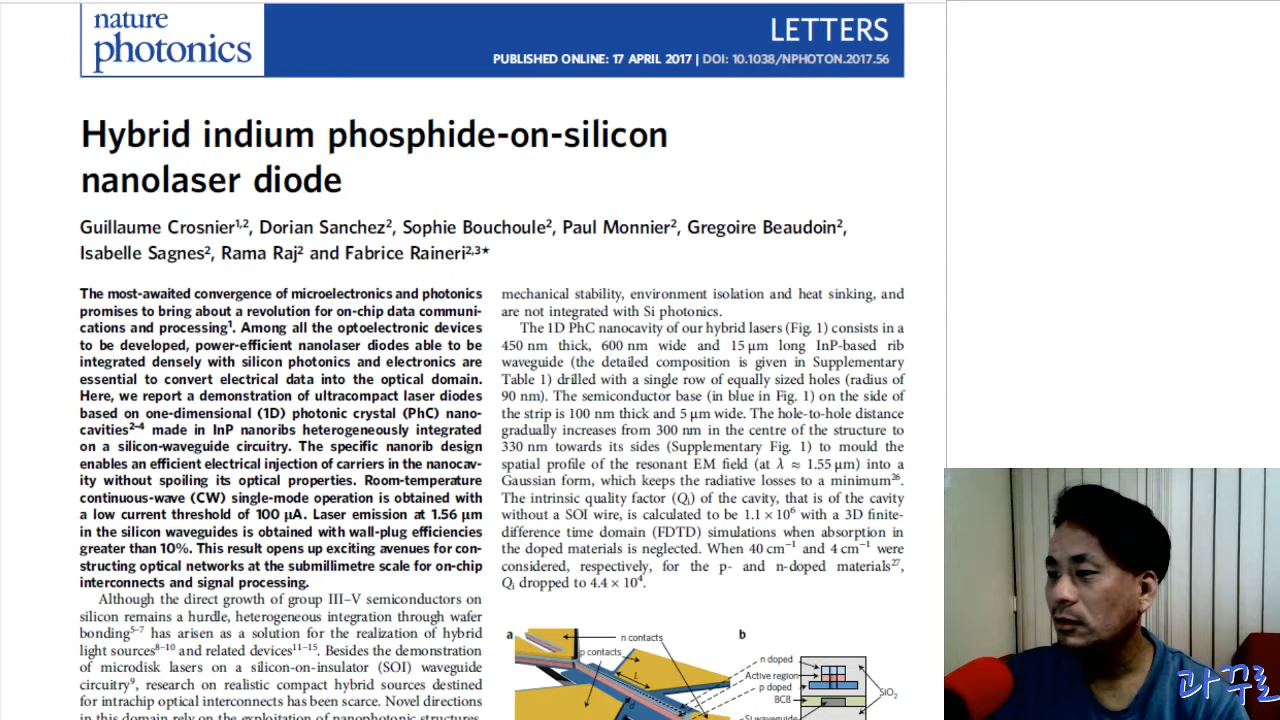 nature
photonics
LETTERS
PUBLISHED ONLINE: 17 APRIL 2017 | DOI: 10.1038/NPHOTON.2017.56
Hybrid indium phosphide-on-silicon
nanolaser diode
Guillaume Crosnier1,2, Dorian Sanchez2, Sophie Bouchoule2, Paul Monnier2, Gregoire Beaudoin2,
Isabelle Sagnes2, Rama Raj2 and Fabrice Raineri2,3★
The most-awaited convergence of microelectronics and photonics
promises to bring about a revolution for on-chip data communi-
cations and processing1. Among all the optoelectronic devices
to be developed, power-efficient nanolaser diodes able to be
integrated densely with silicon photonics and electronics are
essential to convert electrical data into the optical domain.
Here, we report a demonstration of ultracompact laser diodes
based on one-dimensional (1D) photonic crystal (PhC) nano-
cavities2–4 made in InP nanoribs heterogeneously integrated
on a silicon-waveguide circuitry. The specific nanorib design
enables an efficient electrical injection of carriers in the nanocav-
ity without spoiling its optical properties. Room-temperature
continuous-wave (CW) single-mode operation is obtained with
a low current threshold of 100 µA. Laser emission at 1.56 µm
in the silicon waveguides is obtained with wall-plug efficiencies
greater than 10%. This result opens up exciting avenues for con-
structing optical networks at the submillimetre scale for on-chip
interconnects and signal processing.
Although the direct growth of group III–V semiconductors on
silicon remains a hurdle, heterogeneous integration through wafer
bonding5–7 has arisen as a solution for the realization of hybrid
light sources8–10 and related devices11–15. Besides the demonstration
of microdisk lasers on a silicon-on-insulator (SOI) waveguide
circuitry9, research on realistic compact hybrid sources destined
for intrachip optical interconnects has been scarce. Novel directions
in this domain rely on the exploitation of nanophotonic structures,
mechanical stability, environment isolation and heat sinking, and
are not integrated with Si photonics.
The 1D PhC nanocavity of our hybrid lasers (Fig. 1) consists in a
450 nm thick, 600 nm wide and 15 µm long InP-based rib
waveguide (the detailed composition is given in Supplementary
Table 1) drilled with a single row of equally sized holes (radius of
90 nm). The semiconductor base (in blue in Fig. 1) on the side of
the strip is 100 nm thick and 5 µm wide. The hole-to-hole distance
gradually increases from 300 nm in the centre of the structure to
330 nm towards its sides (Supplementary Fig. 1) to mould the
spatial profile of the resonant EM field (at λ ≈ 1.55 µm) into a
Gaussian form, which keeps the radiative losses to a minimum26.
The intrinsic quality factor (Qi) of the cavity, that is of the cavity
without a SOI wire, is calculated to be 1.1 × 10⁶ with a 3D finite-
difference time domain (FDTD) simulations when absorption in
the doped materials is neglected. When 40 cm−1 and 4 cm−1 were
considered, respectively, for the p- and n-doped materials27,
Qi dropped to 4.4 × 10⁴.
a
n contacts
p contacts
L
d
b
n doped
Active region
p doped
BCB
SiO2
Si waveguide
과꾸로